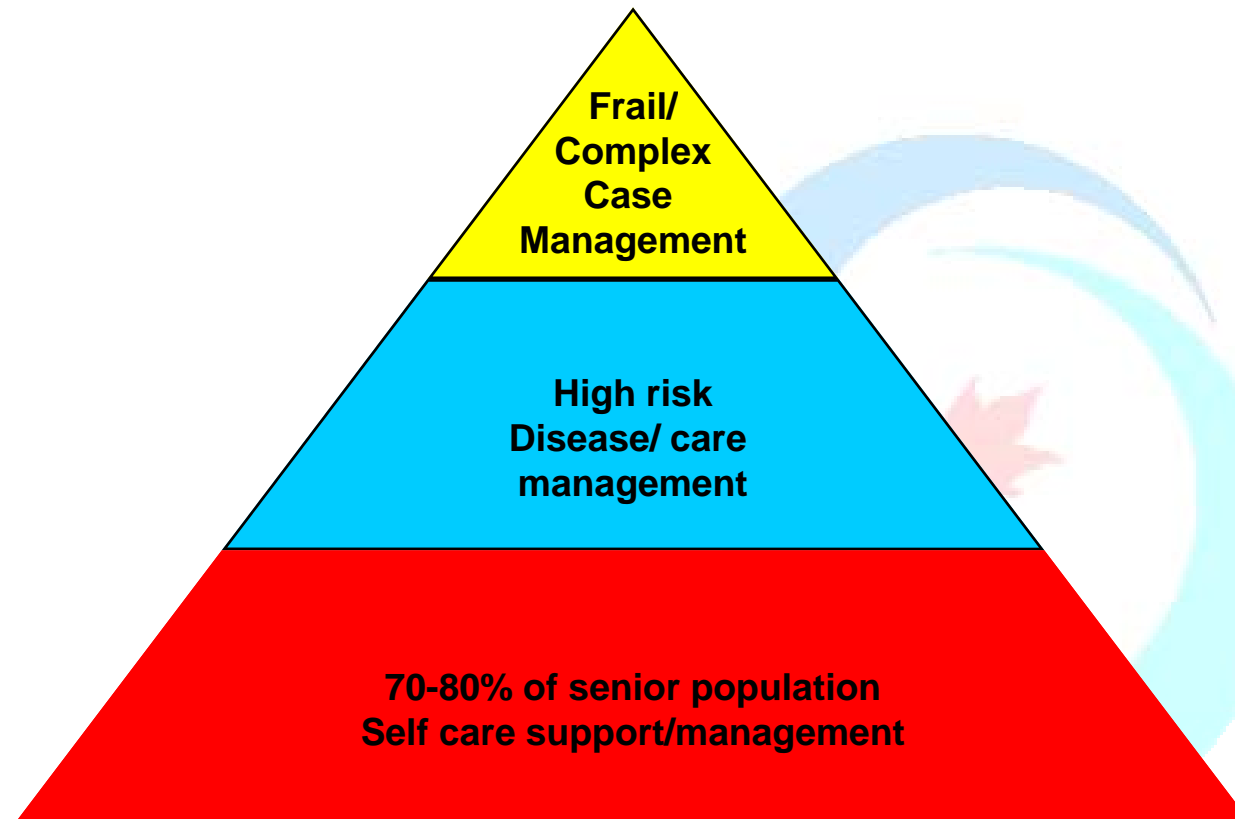 Frail/
Complex
Case
Management
High risk
Disease/ care
management
70-80% of senior population
Self care support/management